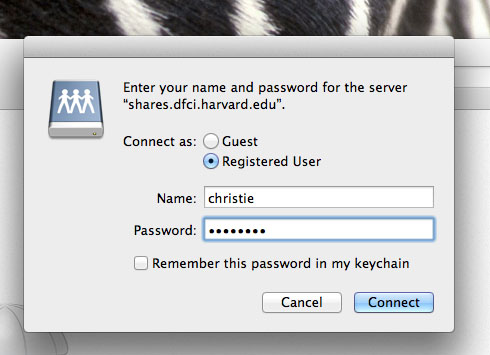 Enter your name and password for the server
“shares.dfci.harvard.edu”.
Connect as: Guest
Registered User
Name: christie
Password: ••••••••
Remember this password in my keychain
Cancel Connect